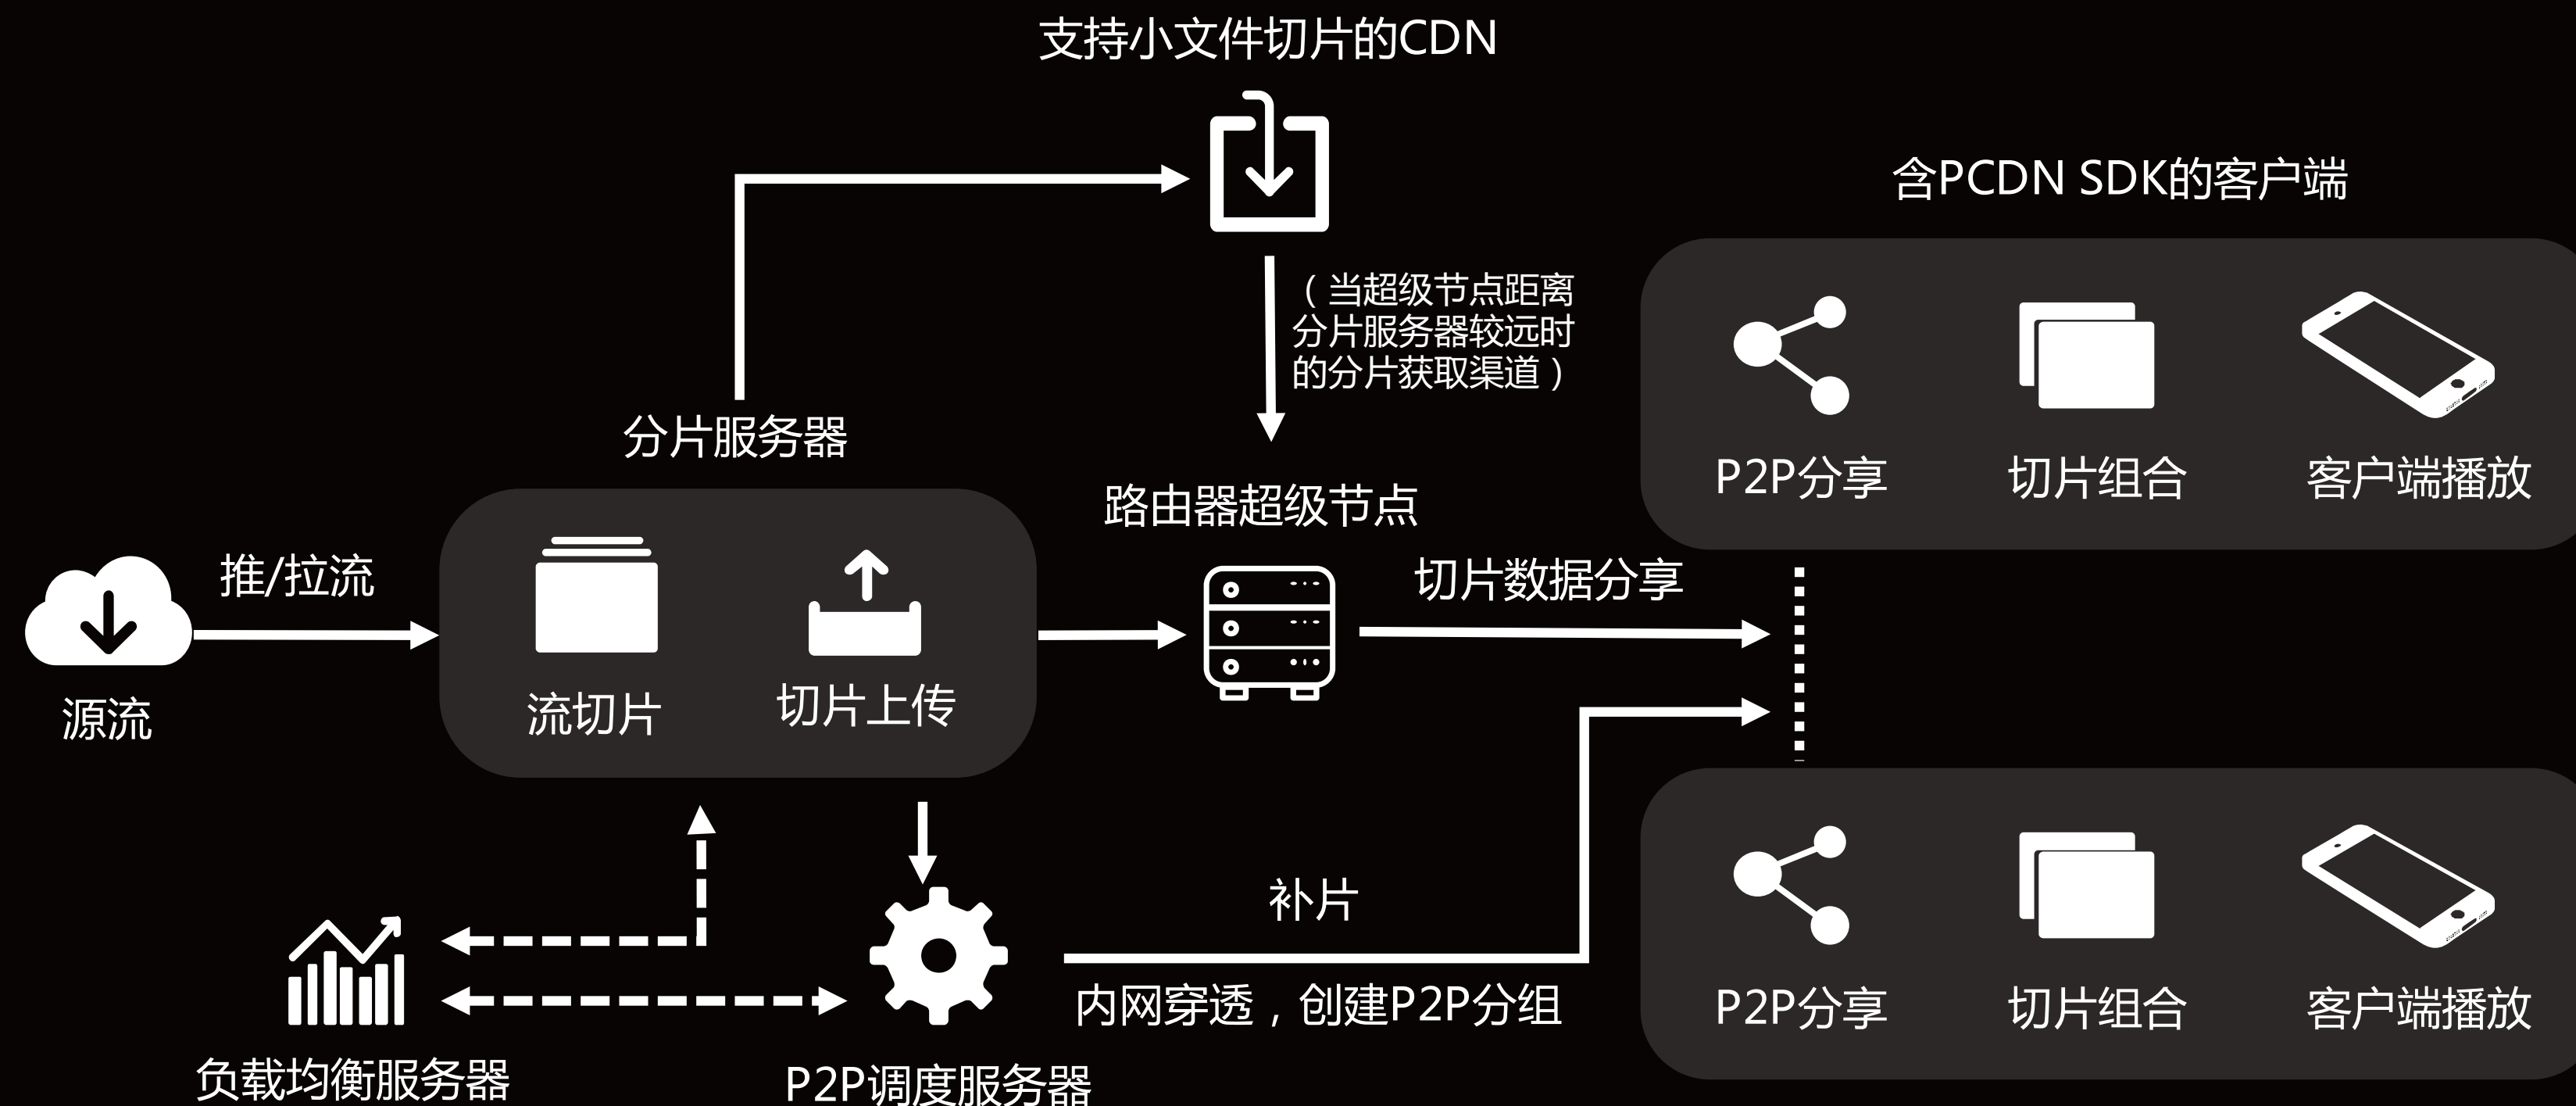 支持小文件切片的CDN
含PCDN SDK的客户端
（当超级节点距离
分片服务器较远时
的分片获取渠道）
分片服务器
P2P分享
切片组合
客户端播放
路由器超级节点
推/拉流
切片数据分享
源流
流切片
切片上传
补片
内网穿透，创建P2P分组
P2P分享
切片组合
客户端播放
负载均衡服务器
P2P调度服务器